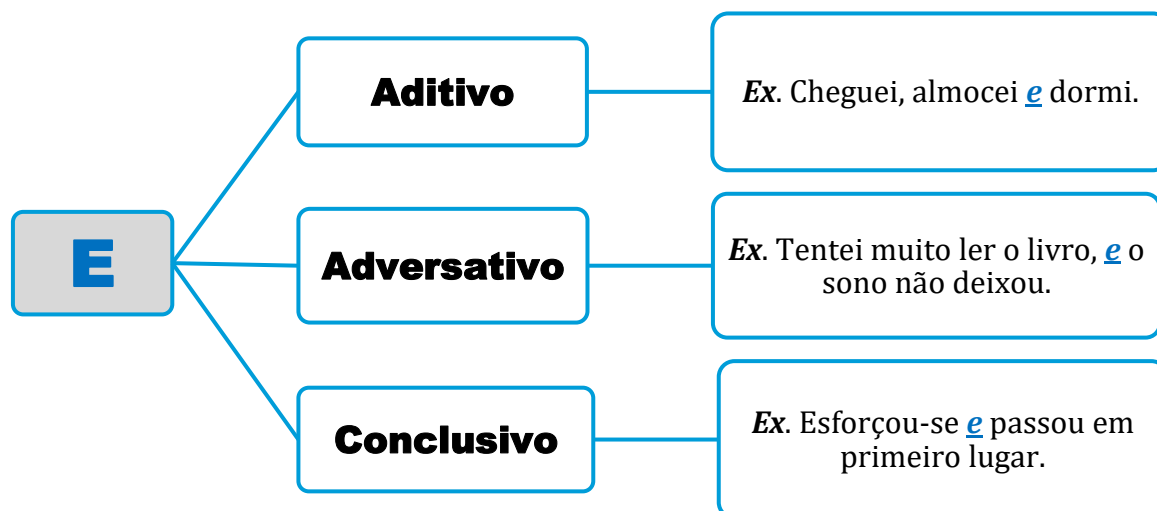 Aditivo
Ex. Cheguei, almocei e dormi.
E
Adversativo
Ex. Tentei muito ler o livro, e o
sono não deixou.
Conclusivo
Ex. Esforçou-se e passou em
primeiro lugar.